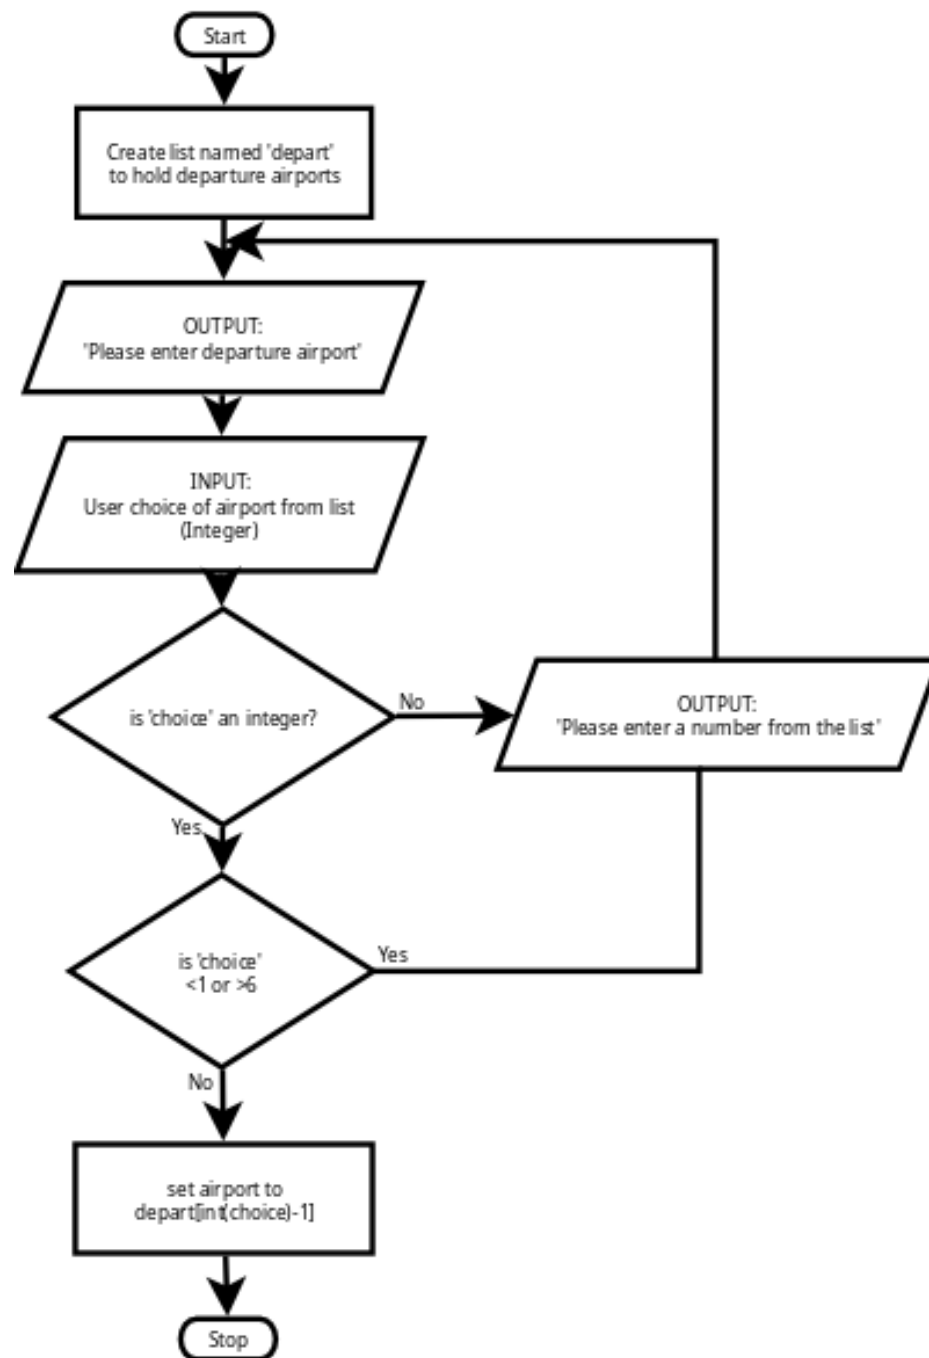 Start
Create list named 'depart'
to hold departure airports
OUTPUT:
'Please enter departure airport'
INPUT:
User choice of airport from list
(Integer)
is 'choice' an integer?
No
OUTPUT:
"Please enter a number from the list"
Yes
is 'choice'
<1 or >6
Yes
No
set airport to
depart[int(choice)-1]
Stop